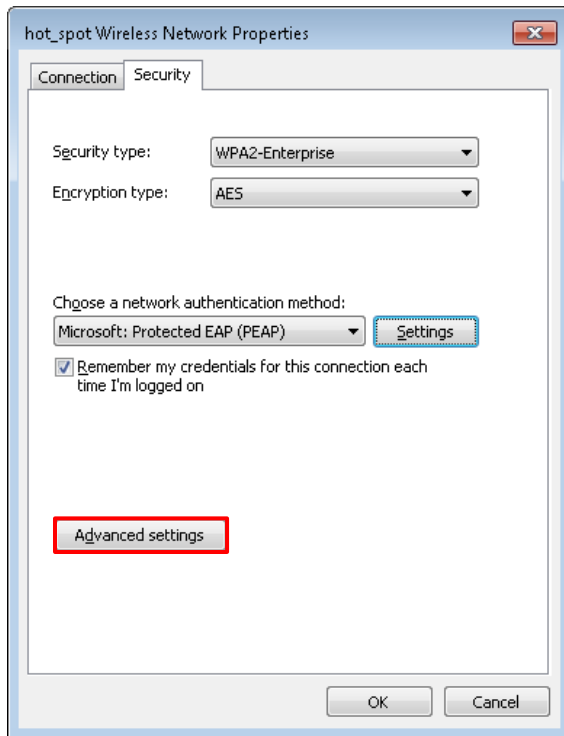 hot_spot Wireless Network Properties
Connection
Security
Security type:
WPA2-Enterprise
Encryption type:
AES
Choose a network authentication method:
Microsoft: Protected EAP (PEAP)
Settings
Remember my credentials for this connection each
time I'm logged on
Advanced settings
OK
Cancel